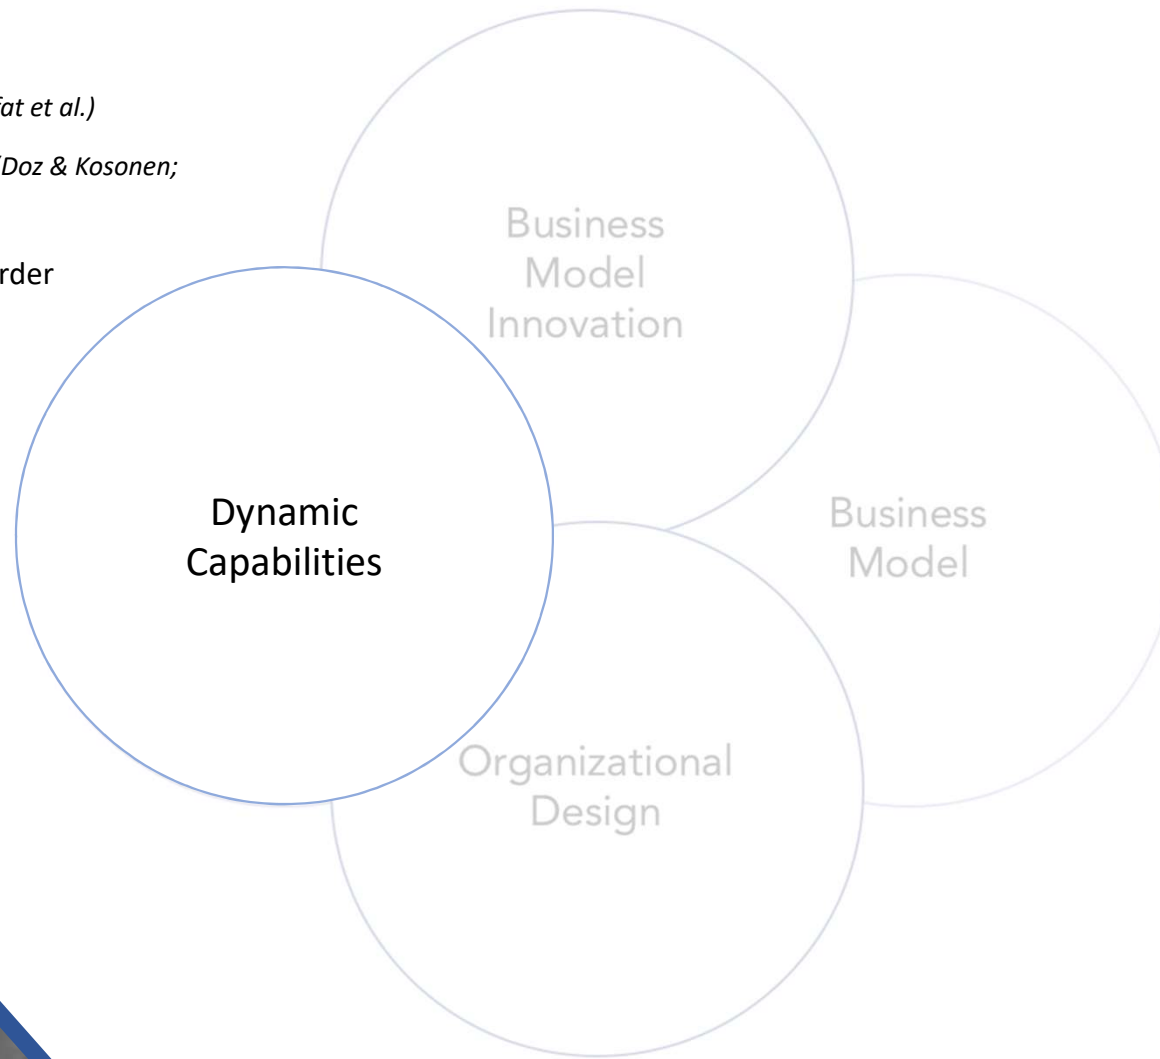 fat et al.)
(Doz & Kosonen;
rder
Business
Model
Innovation
Dynamic
Capabilities
Business
Model
Organizational
Design